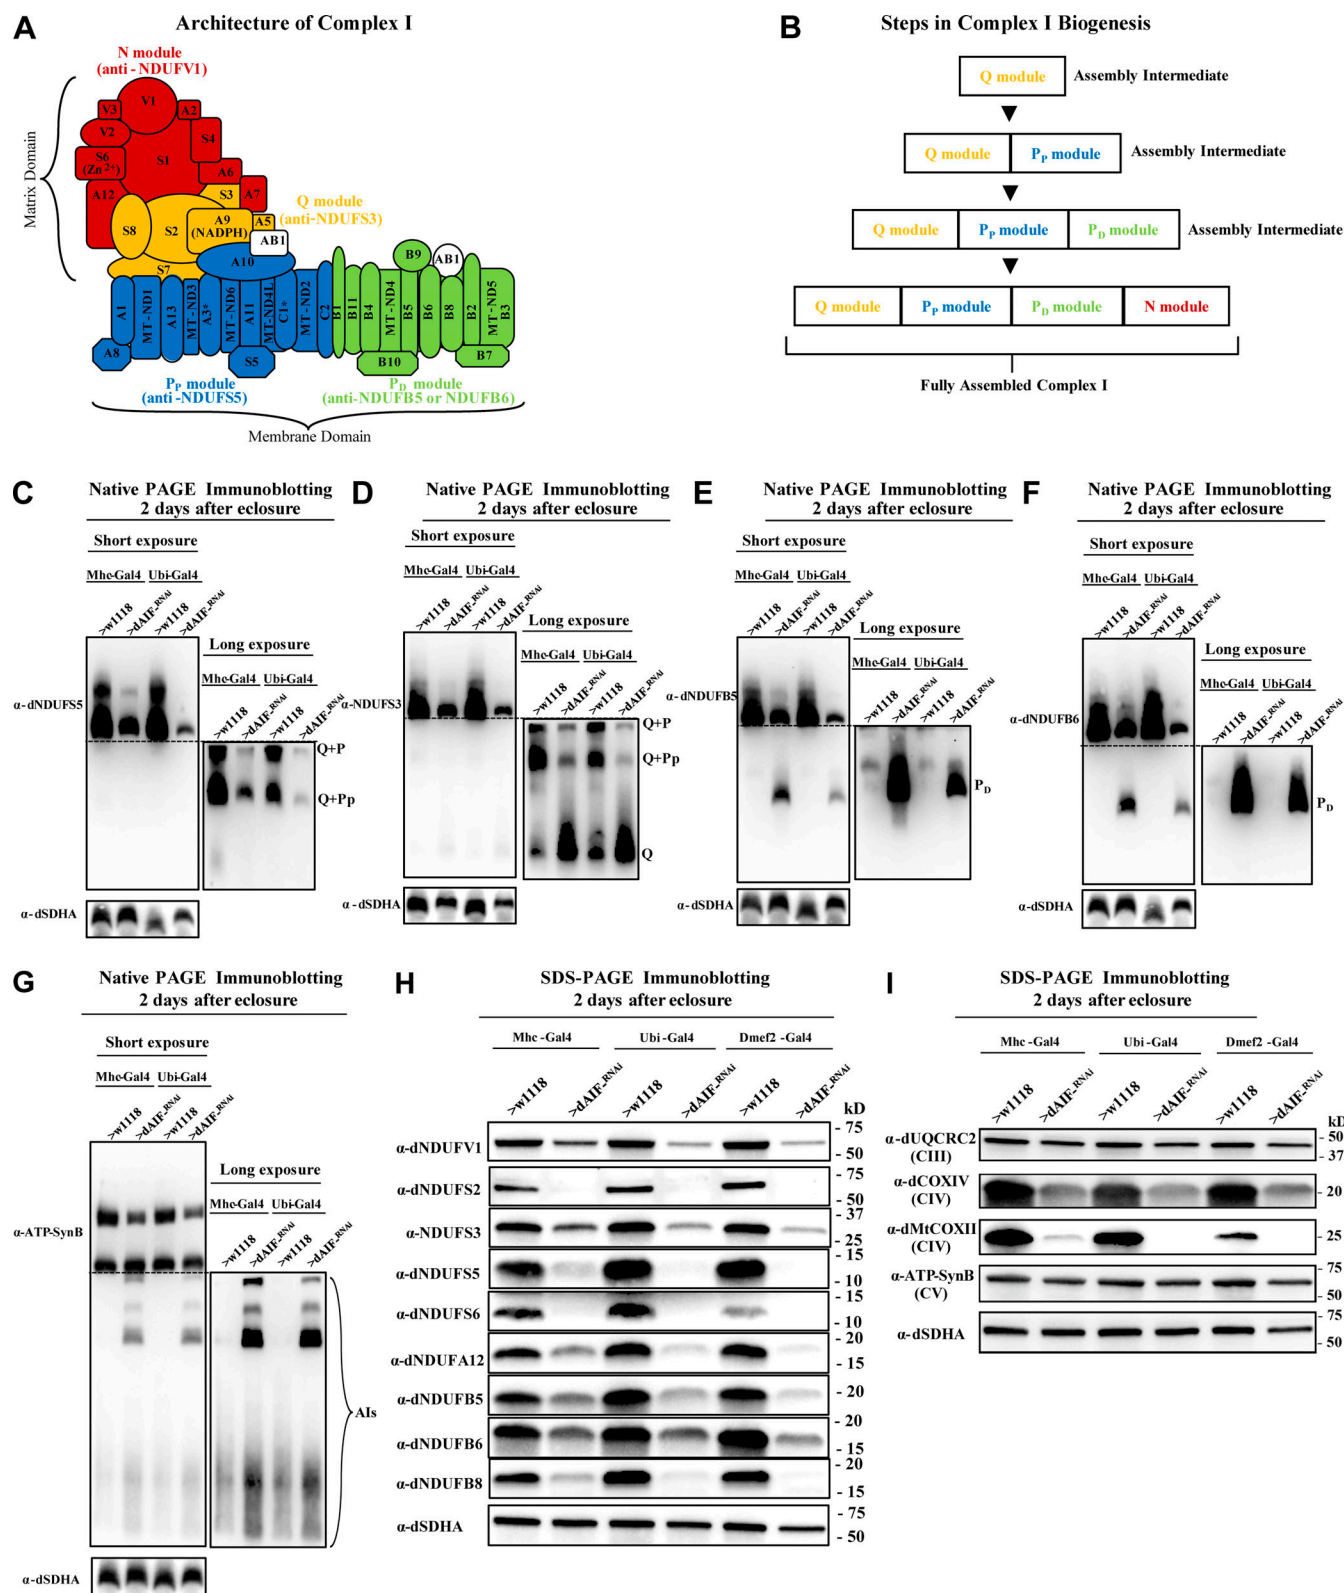 A
Architecture of Complex I
N module
(anti-NDUFV1)
Matrix Domain
V1
V3
A2
V2
S4
S1
S6
(Zn2+)
A6
A12
S3
A7
Q module
(anti-NDUFS3)
S8
S2
A9
(NADPH)
A5
AB1
S7
A10
B9
AB1
A1
MT-ND1
A13
MT-ND3
A3*
MT-ND6
A11
MT-ND4L
C1*
MT-ND2
C2
B1
B11
B4
MT-ND4
B5
B6
B8
B2
MT-ND5
B3
A8
S5
B10
B7
PP module
(anti-NDUFS5)
PD module
(anti-NDUFB5 or NDUFB6)
Membrane Domain
B
Steps in Complex I Biogenesis
Q module
Assembly Intermediate
Q module PP module
Assembly Intermediate
Q module PP module PD module
Assembly Intermediate
Q module PP module PD module N module
Fully Assembled Complex I
C
Native PAGE Immunoblotting
2 days after eclosure
Short exposure
Mhc-Gal4 Ubi-Gal4
>w1118 >dAIF-RNAi >w1118 >dAIF-RNAi
Long exposure
Mhc-Gal4 Ubi-Gal4
>w1118 >dAIF-RNAi >w1118 >dAIF-RNAi
α-dNDUFS5
Q+P
Q+Pp
α-dSDHA
D
Native PAGE Immunoblotting
2 days after eclosure
Short exposure
Mhc-Gal4 Ubi-Gal4
>w1118 >dAIF-RNAi >w1118 >dAIF-RNAi
Long exposure
Mhc-Gal4 Ubi-Gal4
>w1118 >dAIF-RNAi >w1118 >dAIF-RNAi
α-NDUFS3
Q+P
Q+Pp
Q
α-dSDHA
E
Native PAGE Immunoblotting
2 days after eclosure
Short exposure
Mhc-Gal4 Ubi-Gal4
>w1118 >dAIF-RNAi >w1118 >dAIF-RNAi
Long exposure
Mhc-Gal4 Ubi-Gal4
>w1118 >dAIF-RNAi >w1118 >dAIF-RNAi
α-dNDUFB5
PD
α-dSDHA
F
Native PAGE Immunoblotting
2 days after eclosure
Short exposure
Mhc-Gal4 Ubi-Gal4
>w1118 >dAIF-RNAi >w1118 >dAIF-RNAi
Long exposure
Mhc-Gal4 Ubi-Gal4
>w1118 >dAIF-RNAi >w1118 >dAIF-RNAi
α-dNDUFB6
PD
α-dSDHA
G
Native PAGE Immunoblotting
2 days after eclosure
Short exposure
Mhc-Gal4 Ubi-Gal4
>w1118 >dAIF-RNAi >w1118 >dAIF-RNAi
Long exposure
Mhc-Gal4 Ubi-Gal4
>w1118 >dAIF-RNAi >w1118 >dAIF-RNAi
α-ATP-SynB
AIs
α-dSDHA
H
SDS-PAGE Immunoblotting
2 days after eclosure
Mhc -Gal4 Ubi -Gal4 Dmef2 -Gal4
>w1118 >dAIF-RNAi >w1118 >dAIF-RNAi >w1118 >dAIF-RNAi
kD
α-dNDUFV1
- 75
- 50
α-dNDUFS2
- 75
- 50
α-NDUFS3
- 37
- 25
α-dNDUFS5
- 15
- 10
α-dNDUFS6
- 15
- 10
α-dNDUFA12
- 20
- 15
α-dNDUFB5
- 20
α-dNDUFB6
- 20
- 15
α-dNDUFB8
- 20
- 15
α-dSDHA
- 75
- 50
I
SDS-PAGE Immunoblotting
2 days after eclosure
Mhc -Gal4 Ubi -Gal4 Dmef2 -Gal4
>w1118 >dAIF-RNAi >w1118 >dAIF-RNAi >w1118 >dAIF-RNAi
kD
α-dUQCRC2
(CIII)
- 50
- 37
α-dCOXIV
(CIV)
- 20
α-dMtCOXII
(CIV)
- 25
α-ATP-SynB
(CV)
- 75
- 50
α-dSDHA
- 75
- 50